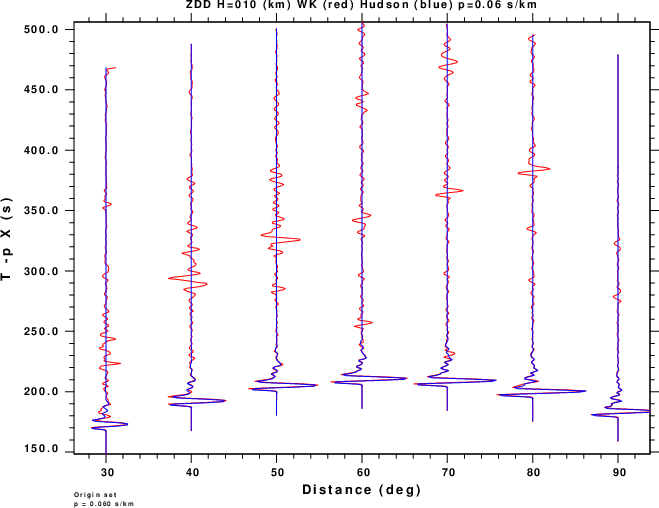 ZDD H=010 (km) WK (red) Hudson (blue) p=0.06 s/km
500.0
450.0
400.0
350.0
300.0
250.0
200.0
150.0
T -p X (s)
30 40 50 60 70 80 90
Distance (deg)
Origin set
p = 0.060 s/km